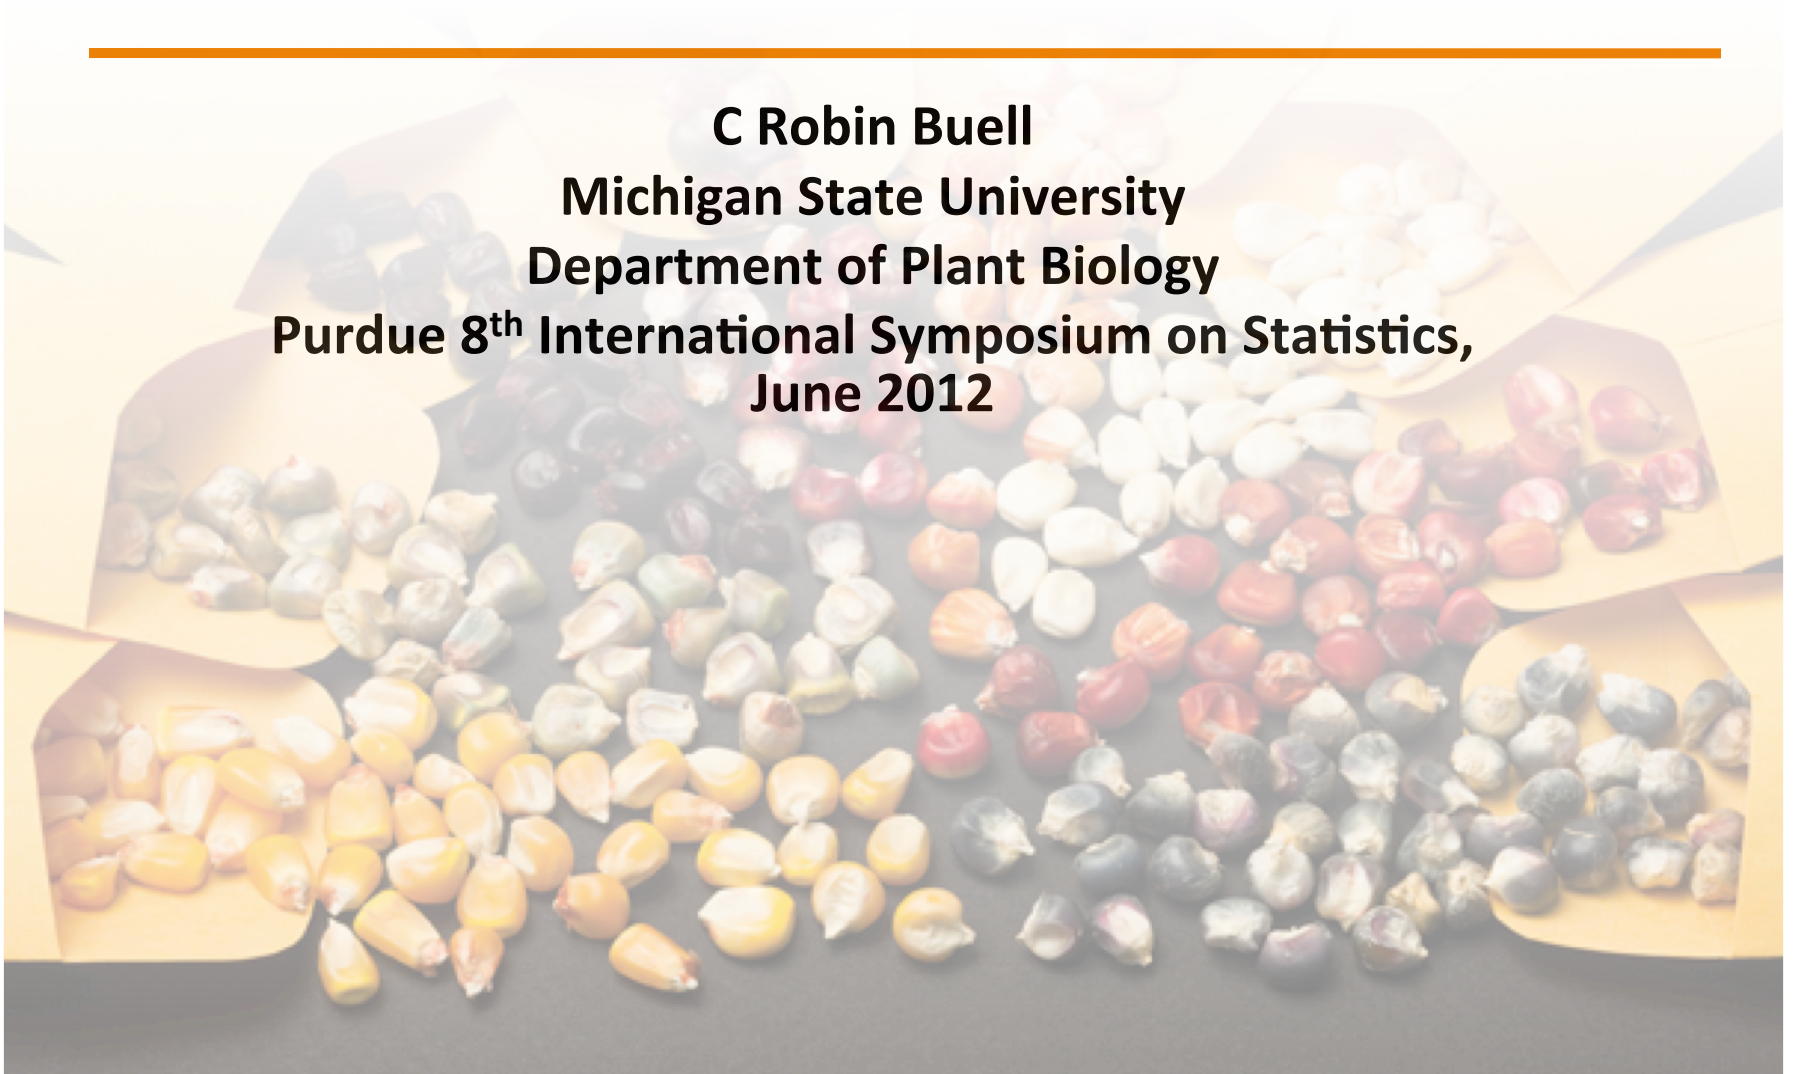 C Robin Buell
Michigan State University
Department of Plant Biology
Purdue 8th International Symposium on Statistics,
June 2012